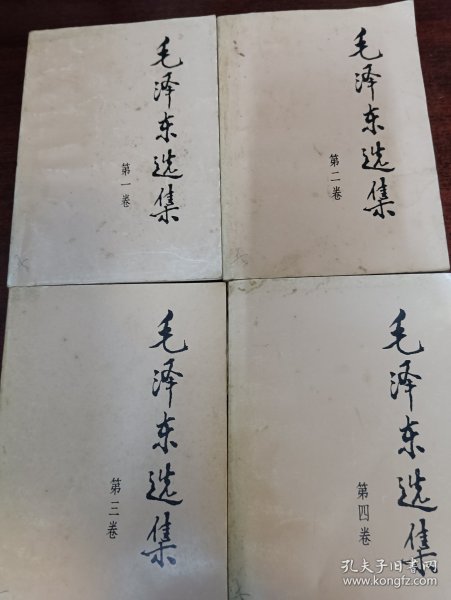 毛泽东选集
第一卷
毛泽东选集
第二卷
毛泽东选集
第三卷
毛泽东选集
第四卷
孔夫子旧书网
www.kongfz.com